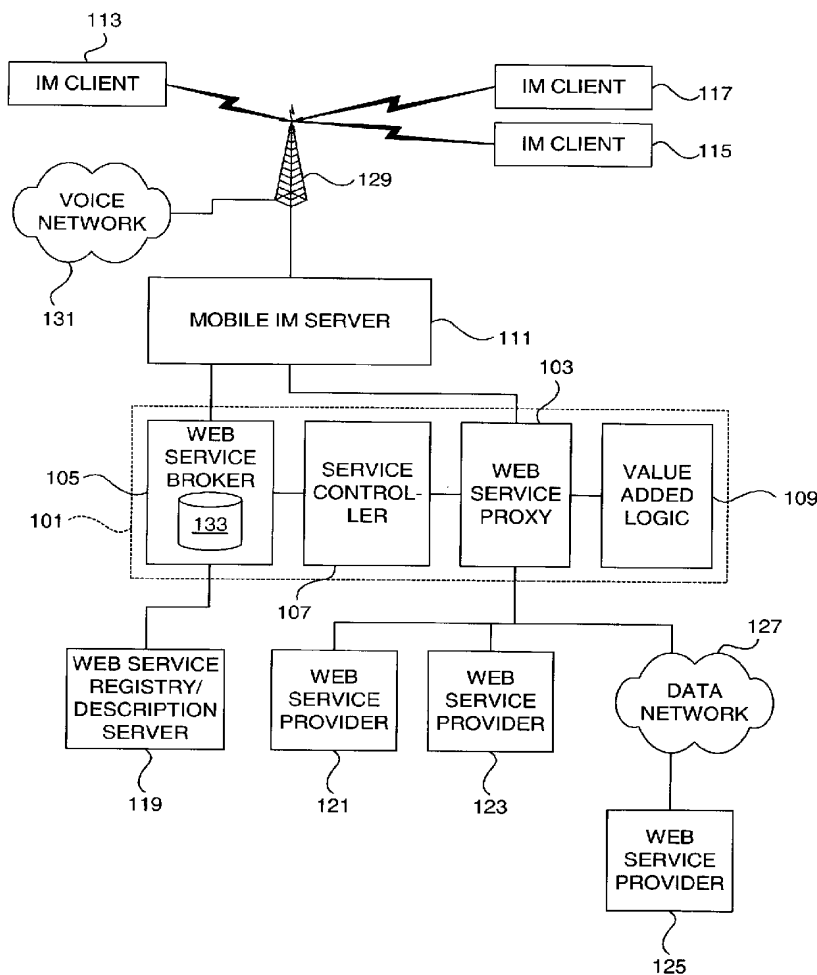 113
IM CLIENT
IM CLIENT
117
IM CLIENT
115
129
VOICE
NETWORK
131
MOBILE IM SERVER
111
103
WEB
SERVICE
BROKER
133
105
101
SERVICE
CONTROL-
LER
107
WEB
SERVICE
PROXY
VALUE
ADDED
LOGIC
109
WEB SERVICE
REGISTRY/
DESCRIPTION
SERVER
119
WEB
SERVICE
PROVIDER
121
WEB
SERVICE
PROVIDER
123
127
DATA
NETWORK
WEB
SERVICE
PROVIDER
125